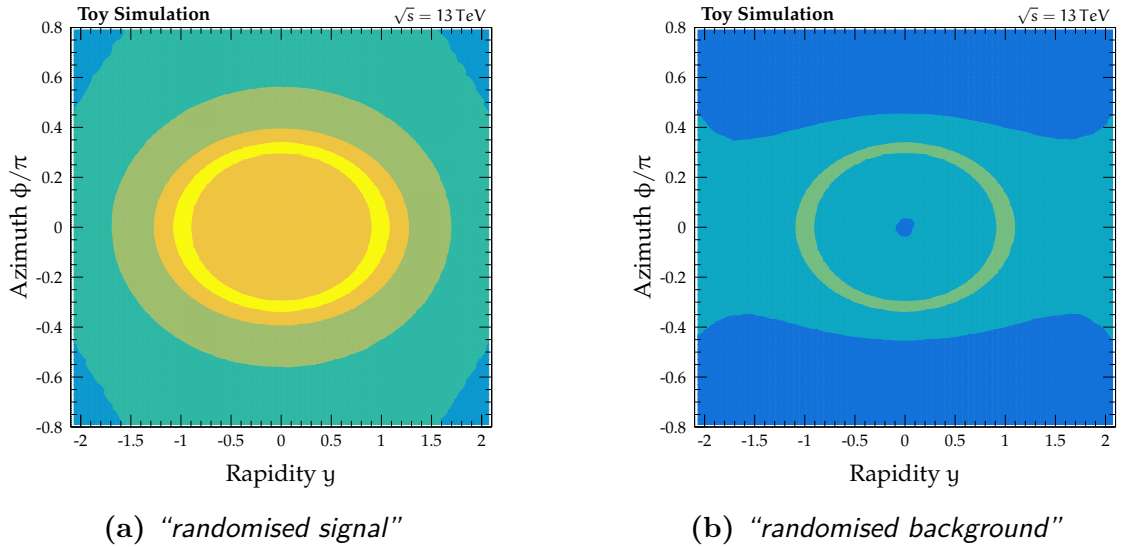 Toy Simulation √s = 13 TeV
0.8
0.6
0.4
0.2
0
-0.2
-0.4
-0.6
-0.8
-2 -1.5 -1 -0.5 0 0.5 1 1.5 2
Azimuth ϕ/π
Rapidity y
(a) “randomised signal”
Toy Simulation √s = 13 TeV
0.8
0.6
0.4
0.2
0
-0.2
-0.4
-0.6
-0.8
-2 -1.5 -1 -0.5 0 0.5 1 1.5 2
Azimuth ϕ/π
Rapidity y
(b) “randomised background”